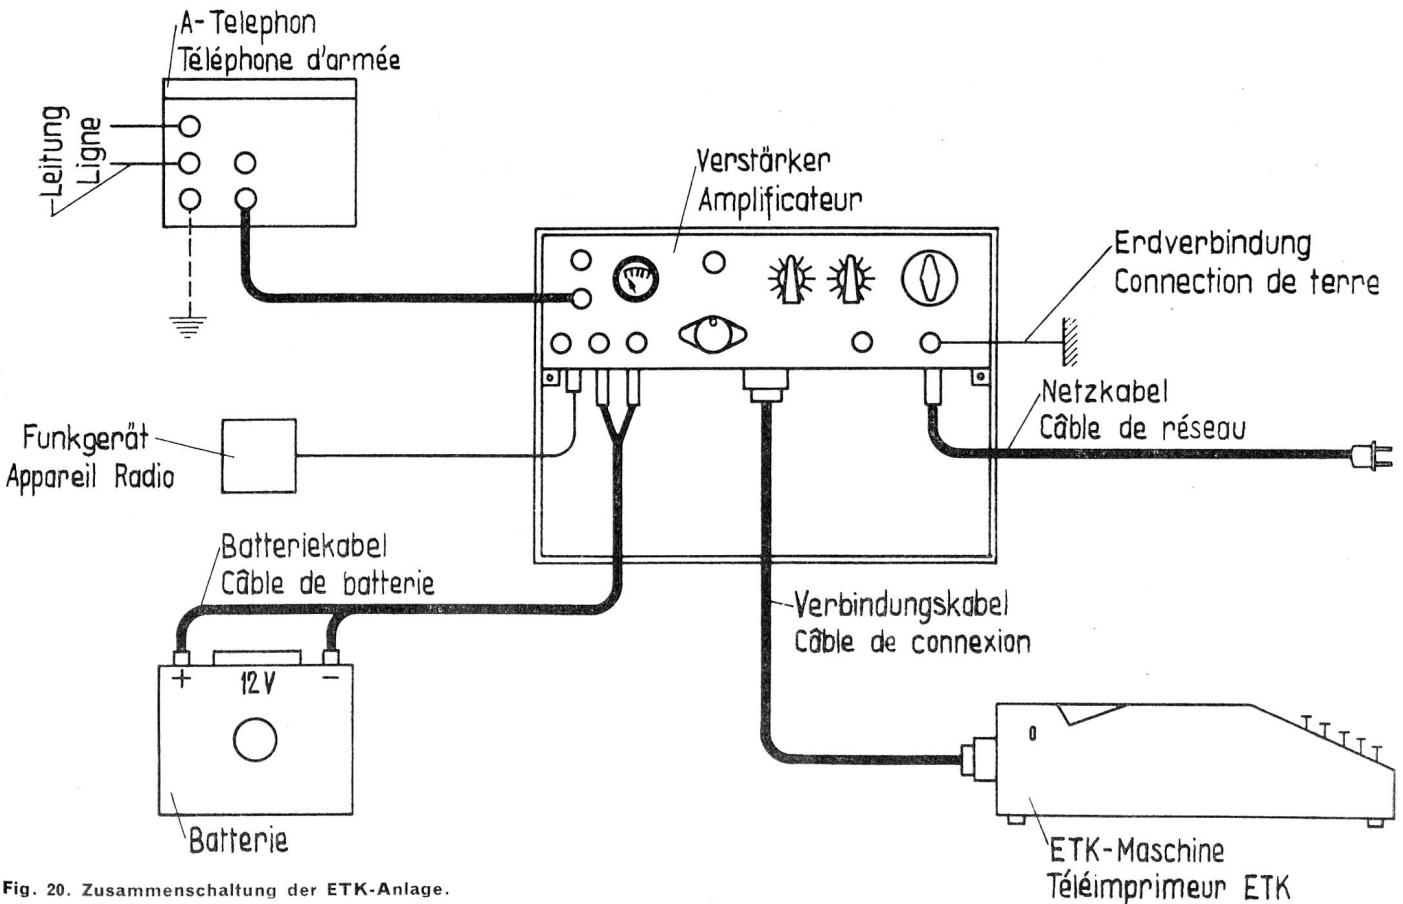 A-Telephon
Téléphone d'armée
Leitung
Ligne
Verstärker
Amplificateur
Erdverbindung
Connection de terre
Netzkabel
Câble de réseau
Funkgerät
Appareil Radio
Batteriekabel
Câble de batterie
Verbindungskabel
Câble de connexion
+ 12V −
Batterie
ETK-Maschine
Téléimprimeur ETK
Fig. 20. Zusammenschaltung der ETK-Anlage.